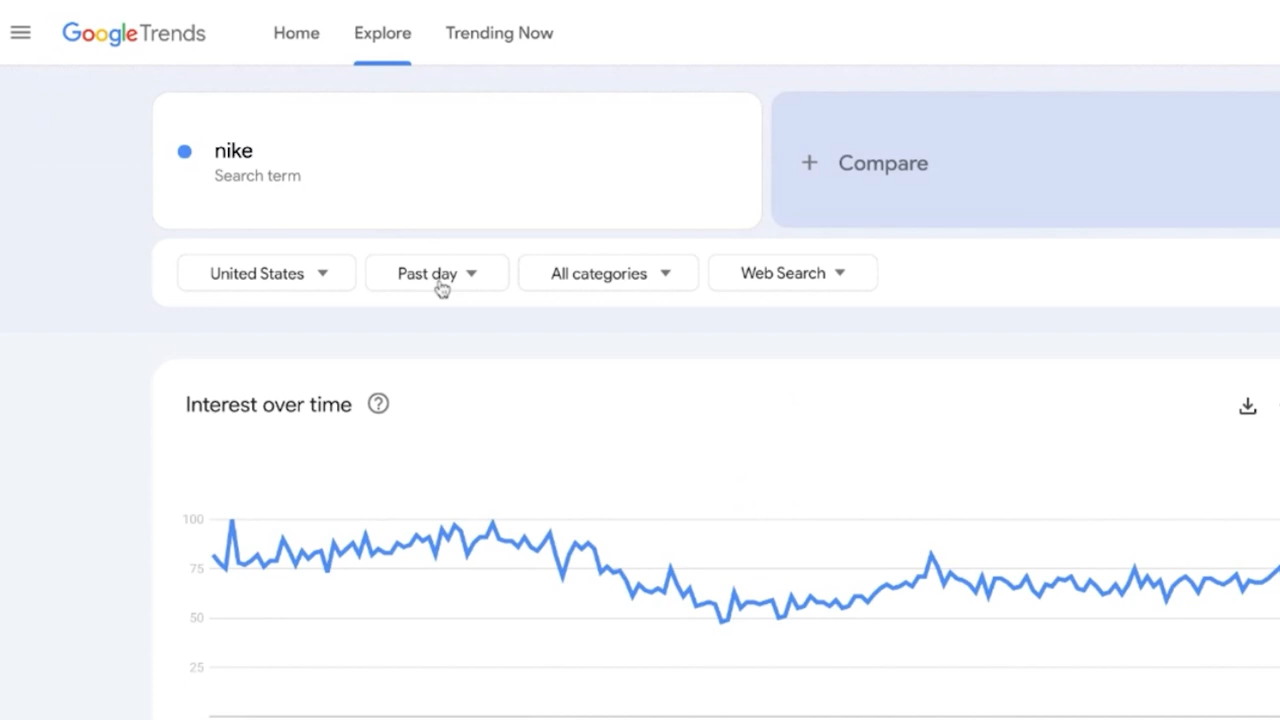 Google Trends Home Explore Trending Now
nike
Search term
+ Compare
United States Past day All categories Web Search
Interest over time ?
100
75
50
25